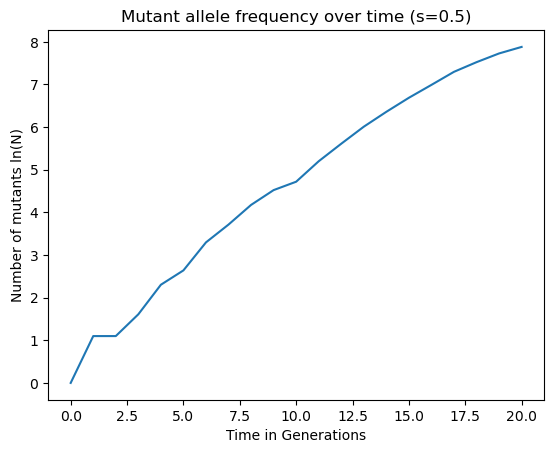 Mutant allele frequency over time (s=0.5)
Number of mutants ln(N)
8
7
6
5
4
3
2
1
0
0.0 2.5 5.0 7.5 10.0 12.5 15.0 17.5 20.0
Time in Generations